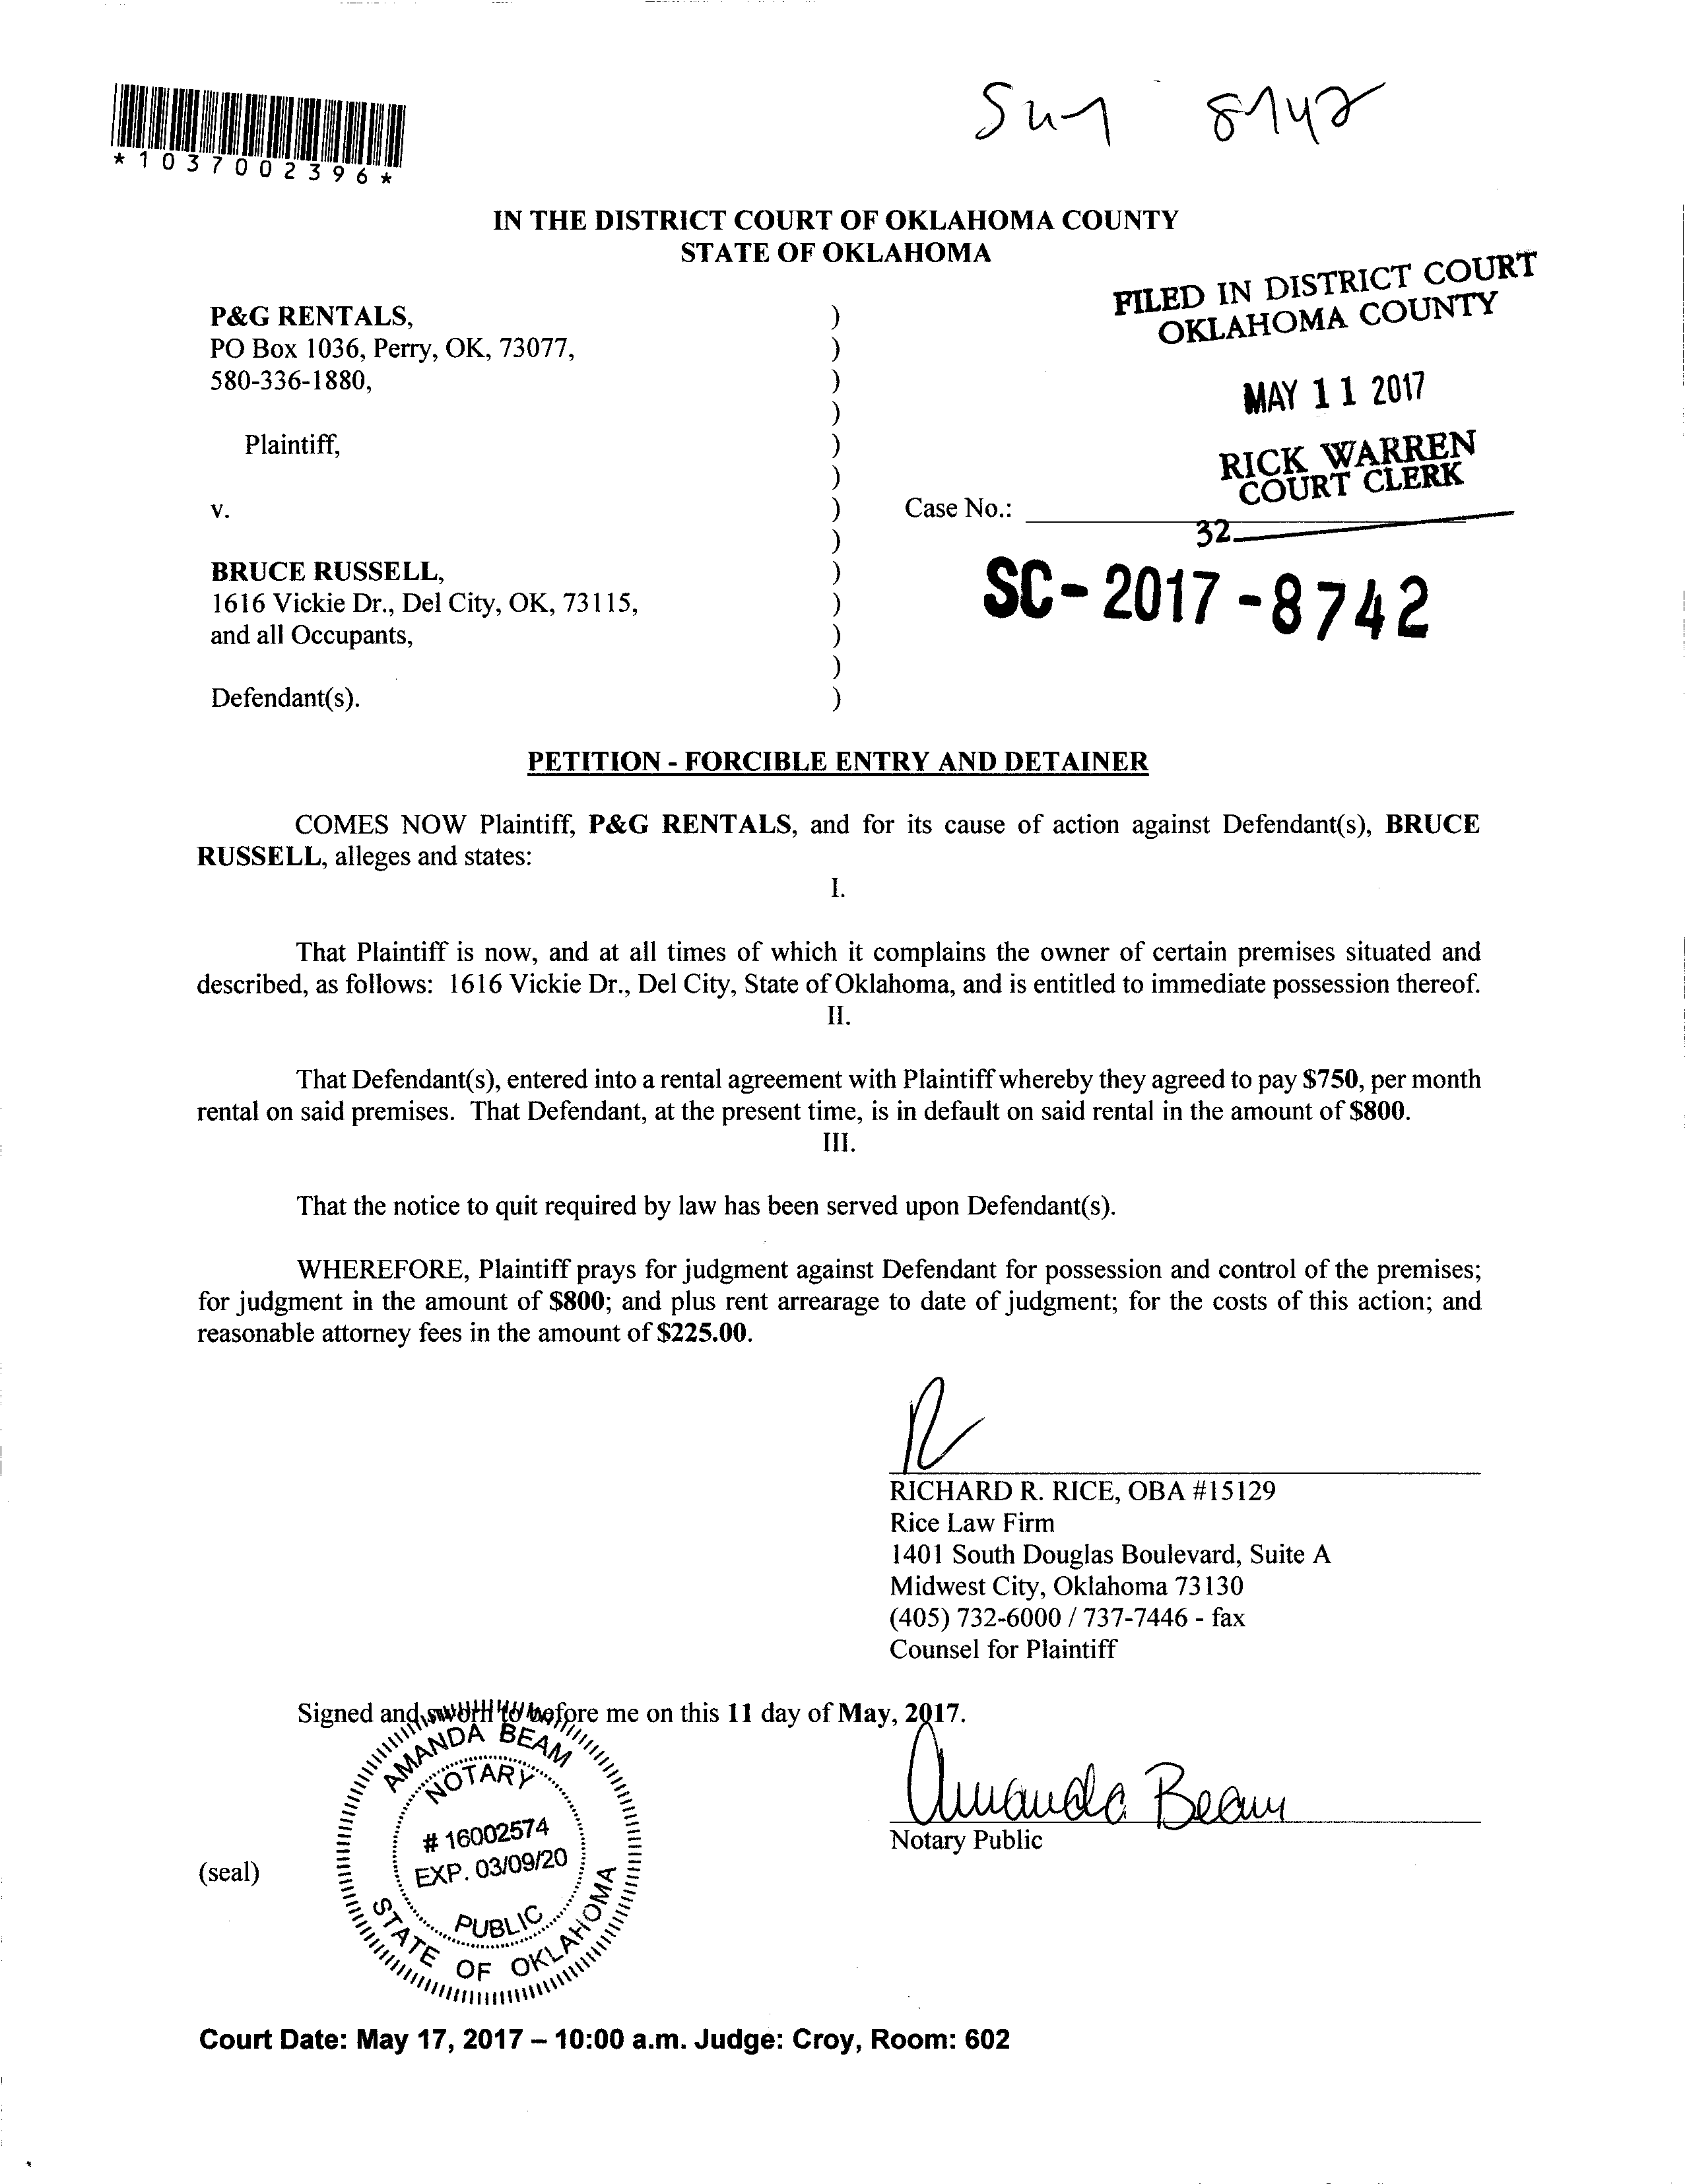 *1037002396*
8742
IN THE DISTRICT COURT OF OKLAHOMA COUNTY
STATE OF OKLAHOMA
FILED IN DISTRICT COURT
OKLAHOMA COUNTY
MAY 11 2017
RICK WARREN
COURT CLERK
32
P&G RENTALS, )
PO Box 1036, Perry, OK, 73077, )
580-336-1880, )
)
Plaintiff, )
)
v. ) Case No.:
)
BRUCE RUSSELL, )
1616 Vickie Dr., Del City, OK, 73115, )
and all Occupants, )
)
Defendant(s). )
SC-2017-8742
PETITION - FORCIBLE ENTRY AND DETAINER
COMES NOW Plaintiff, P&G RENTALS, and for its cause of action against Defendant(s), BRUCE
RUSSELL, alleges and states:
I.
That Plaintiff is now, and at all times of which it complains the owner of certain premises situated and
described, as follows: 1616 Vickie Dr., Del City, State of Oklahoma, and is entitled to immediate possession thereof.
II.
That Defendant(s), entered into a rental agreement with Plaintiff whereby they agreed to pay $750, per month
rental on said premises. That Defendant, at the present time, is in default on said rental in the amount of $800.
III.
That the notice to quit required by law has been served upon Defendant(s).
WHEREFORE, Plaintiff prays for judgment against Defendant for possession and control of the premises;
for judgment in the amount of $800; and plus rent arrearage to date of judgment; for the costs of this action; and
reasonable attorney fees in the amount of $225.00.
RICHARD R. RICE, OBA #15129
Rice Law Firm
1401 South Douglas Boulevard, Suite A
Midwest City, Oklahoma 73130
(405) 732-6000 / 737-7446 - fax
Counsel for Plaintiff
Signed and sworn to before me on this 11 day of May, 2017.
Amanda Beam
Notary Public
(seal)
AMANDA BEAM
NOTARY
# 16002574
EXP. 03/09/20
PUBLIC
STATE OF OKLAHOMA
Court Date: May 17, 2017 – 10:00 a.m. Judge: Croy, Room: 602